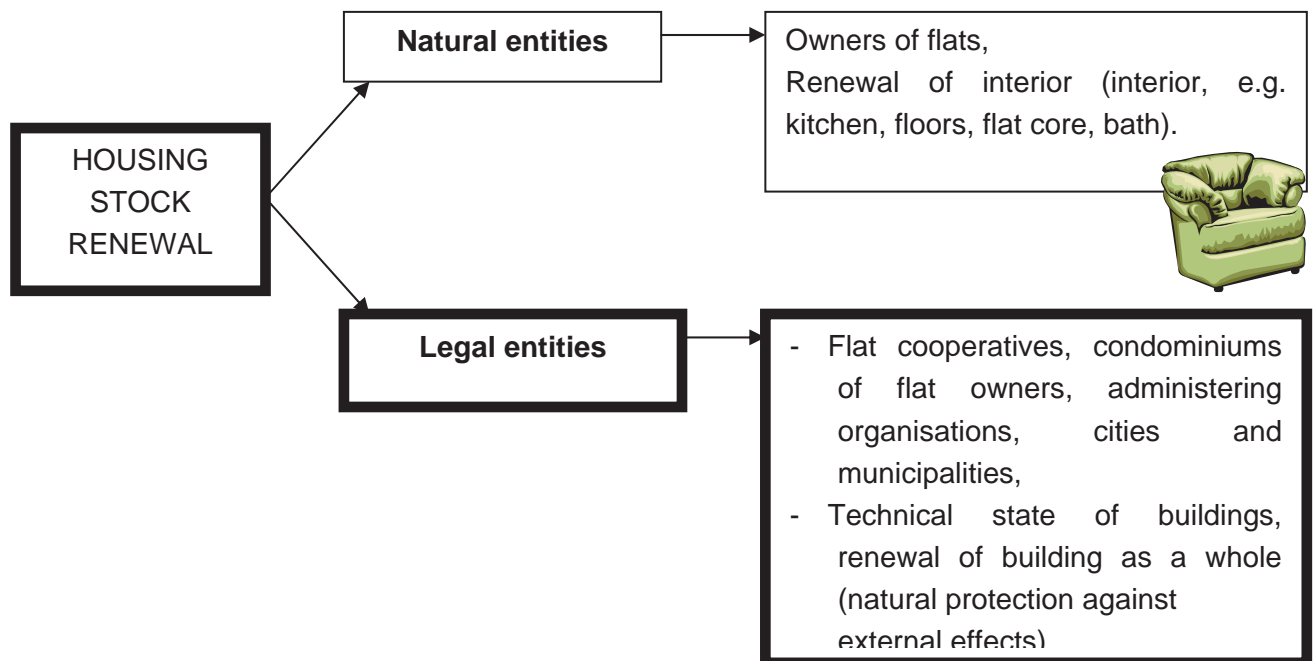 HOUSING
STOCK
RENEWAL
Natural entities
Owners of flats,
Renewal of interior (interior, e.g.
kitchen, floors, flat core, bath).
Legal entities
- Flat cooperatives, condominiums
of flat owners, administering
organisations, cities and
municipalities,
- Technical state of buildings,
renewal of building as a whole
(natural protection against
external effects)